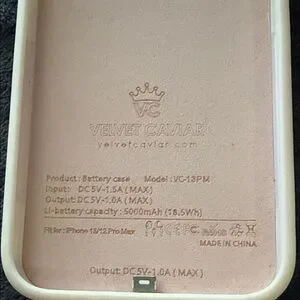 VC
VELVET CAVIAR
velvetcaviar.com
Product: Battery case Model: VC-13PM
Input: DC 5V-1.5A ( MAX )
Output: DC 5V-1.0A ( MAX )
Li-battery capacity: 5000mAh (18.5Wh)
Fit for: iPhone 13/12 Pro Max
MADE IN CHINA
Output: DC 5V-1.0A ( MAX )